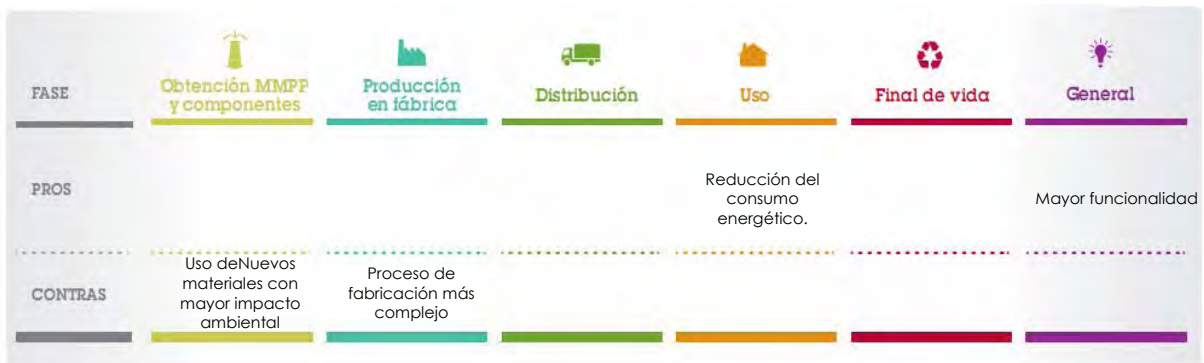 FASE
Obtención MMPP
y componentes
Producción
en fábrica
Distribución
Uso
Final de vida
General
PROS
Reducción del
consumo
energético.
Mayor funcionalidad
CONTRAS
Uso deNuevos
materiales con
mayor impacto
ambiental
Proceso de
fabricación más
complejo